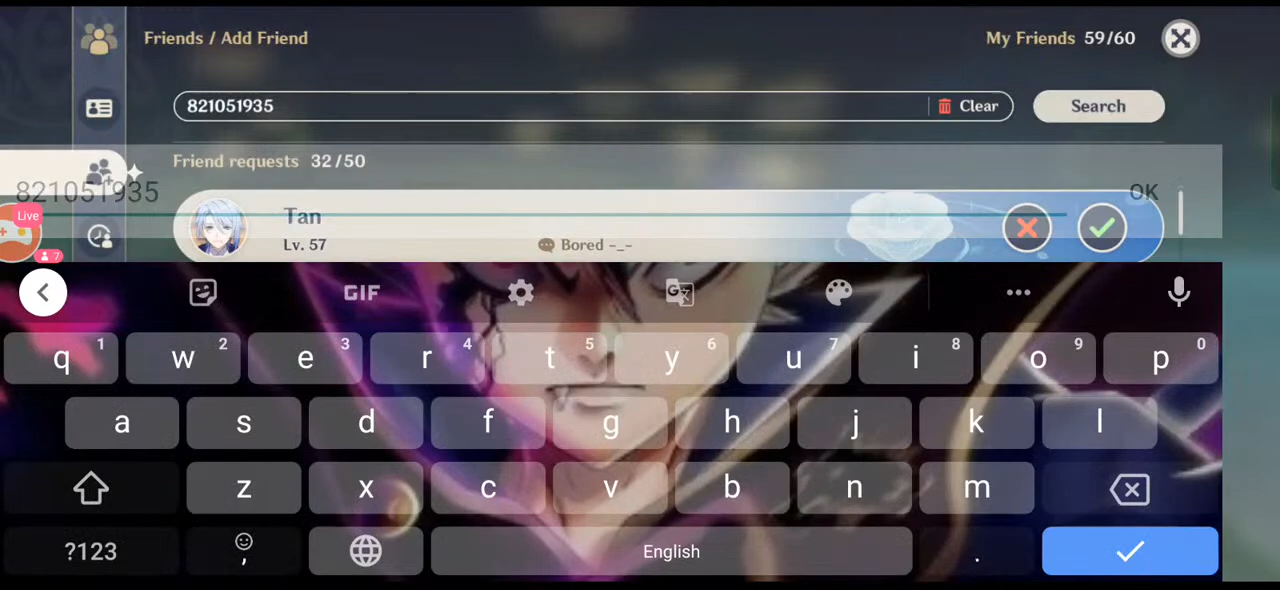 Friends / Add Friend
My Friends 59/60
821051935
Clear
Search
Friend requests 32/50
821051935
OK
Live
7
Tan
Lv. 57
Bored -_-
GIF
q 1 w 2 e 3 r 4 t 5 y 6 u 7 i 8 o 9 p 0
a s d f g h j k l
z x c v b n m
?123 , English .